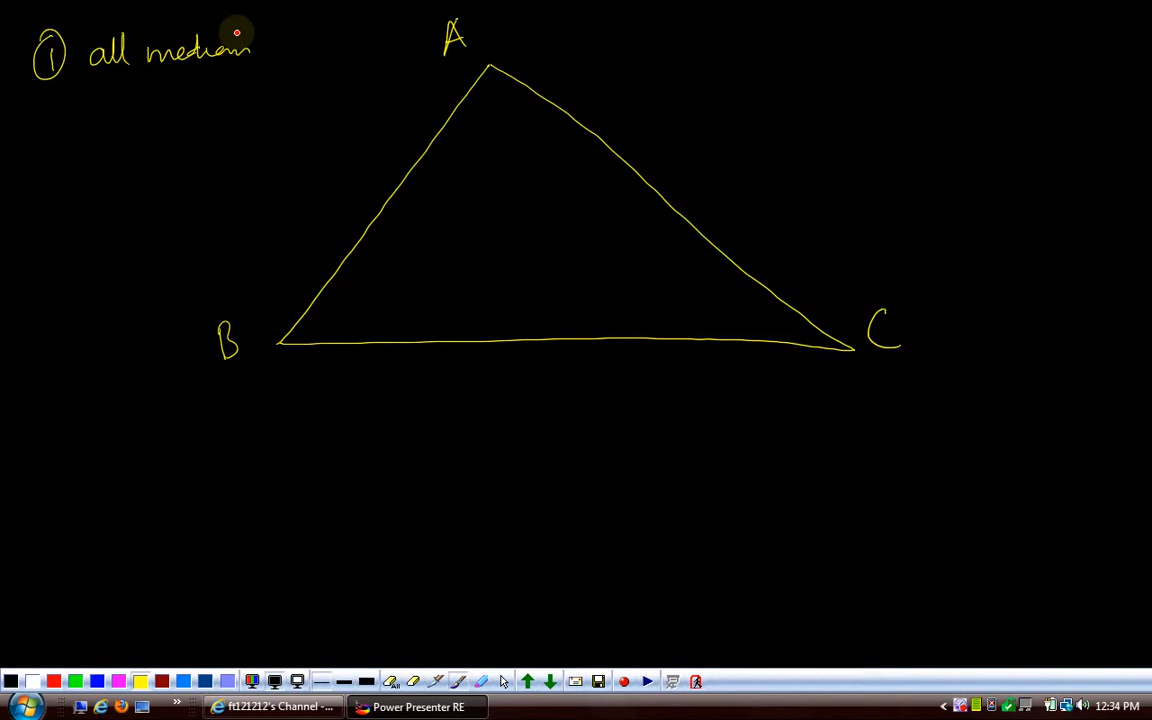 ① all median
A
B
C
ft121212's Channel -...
Power Presenter RE
12:34 PM